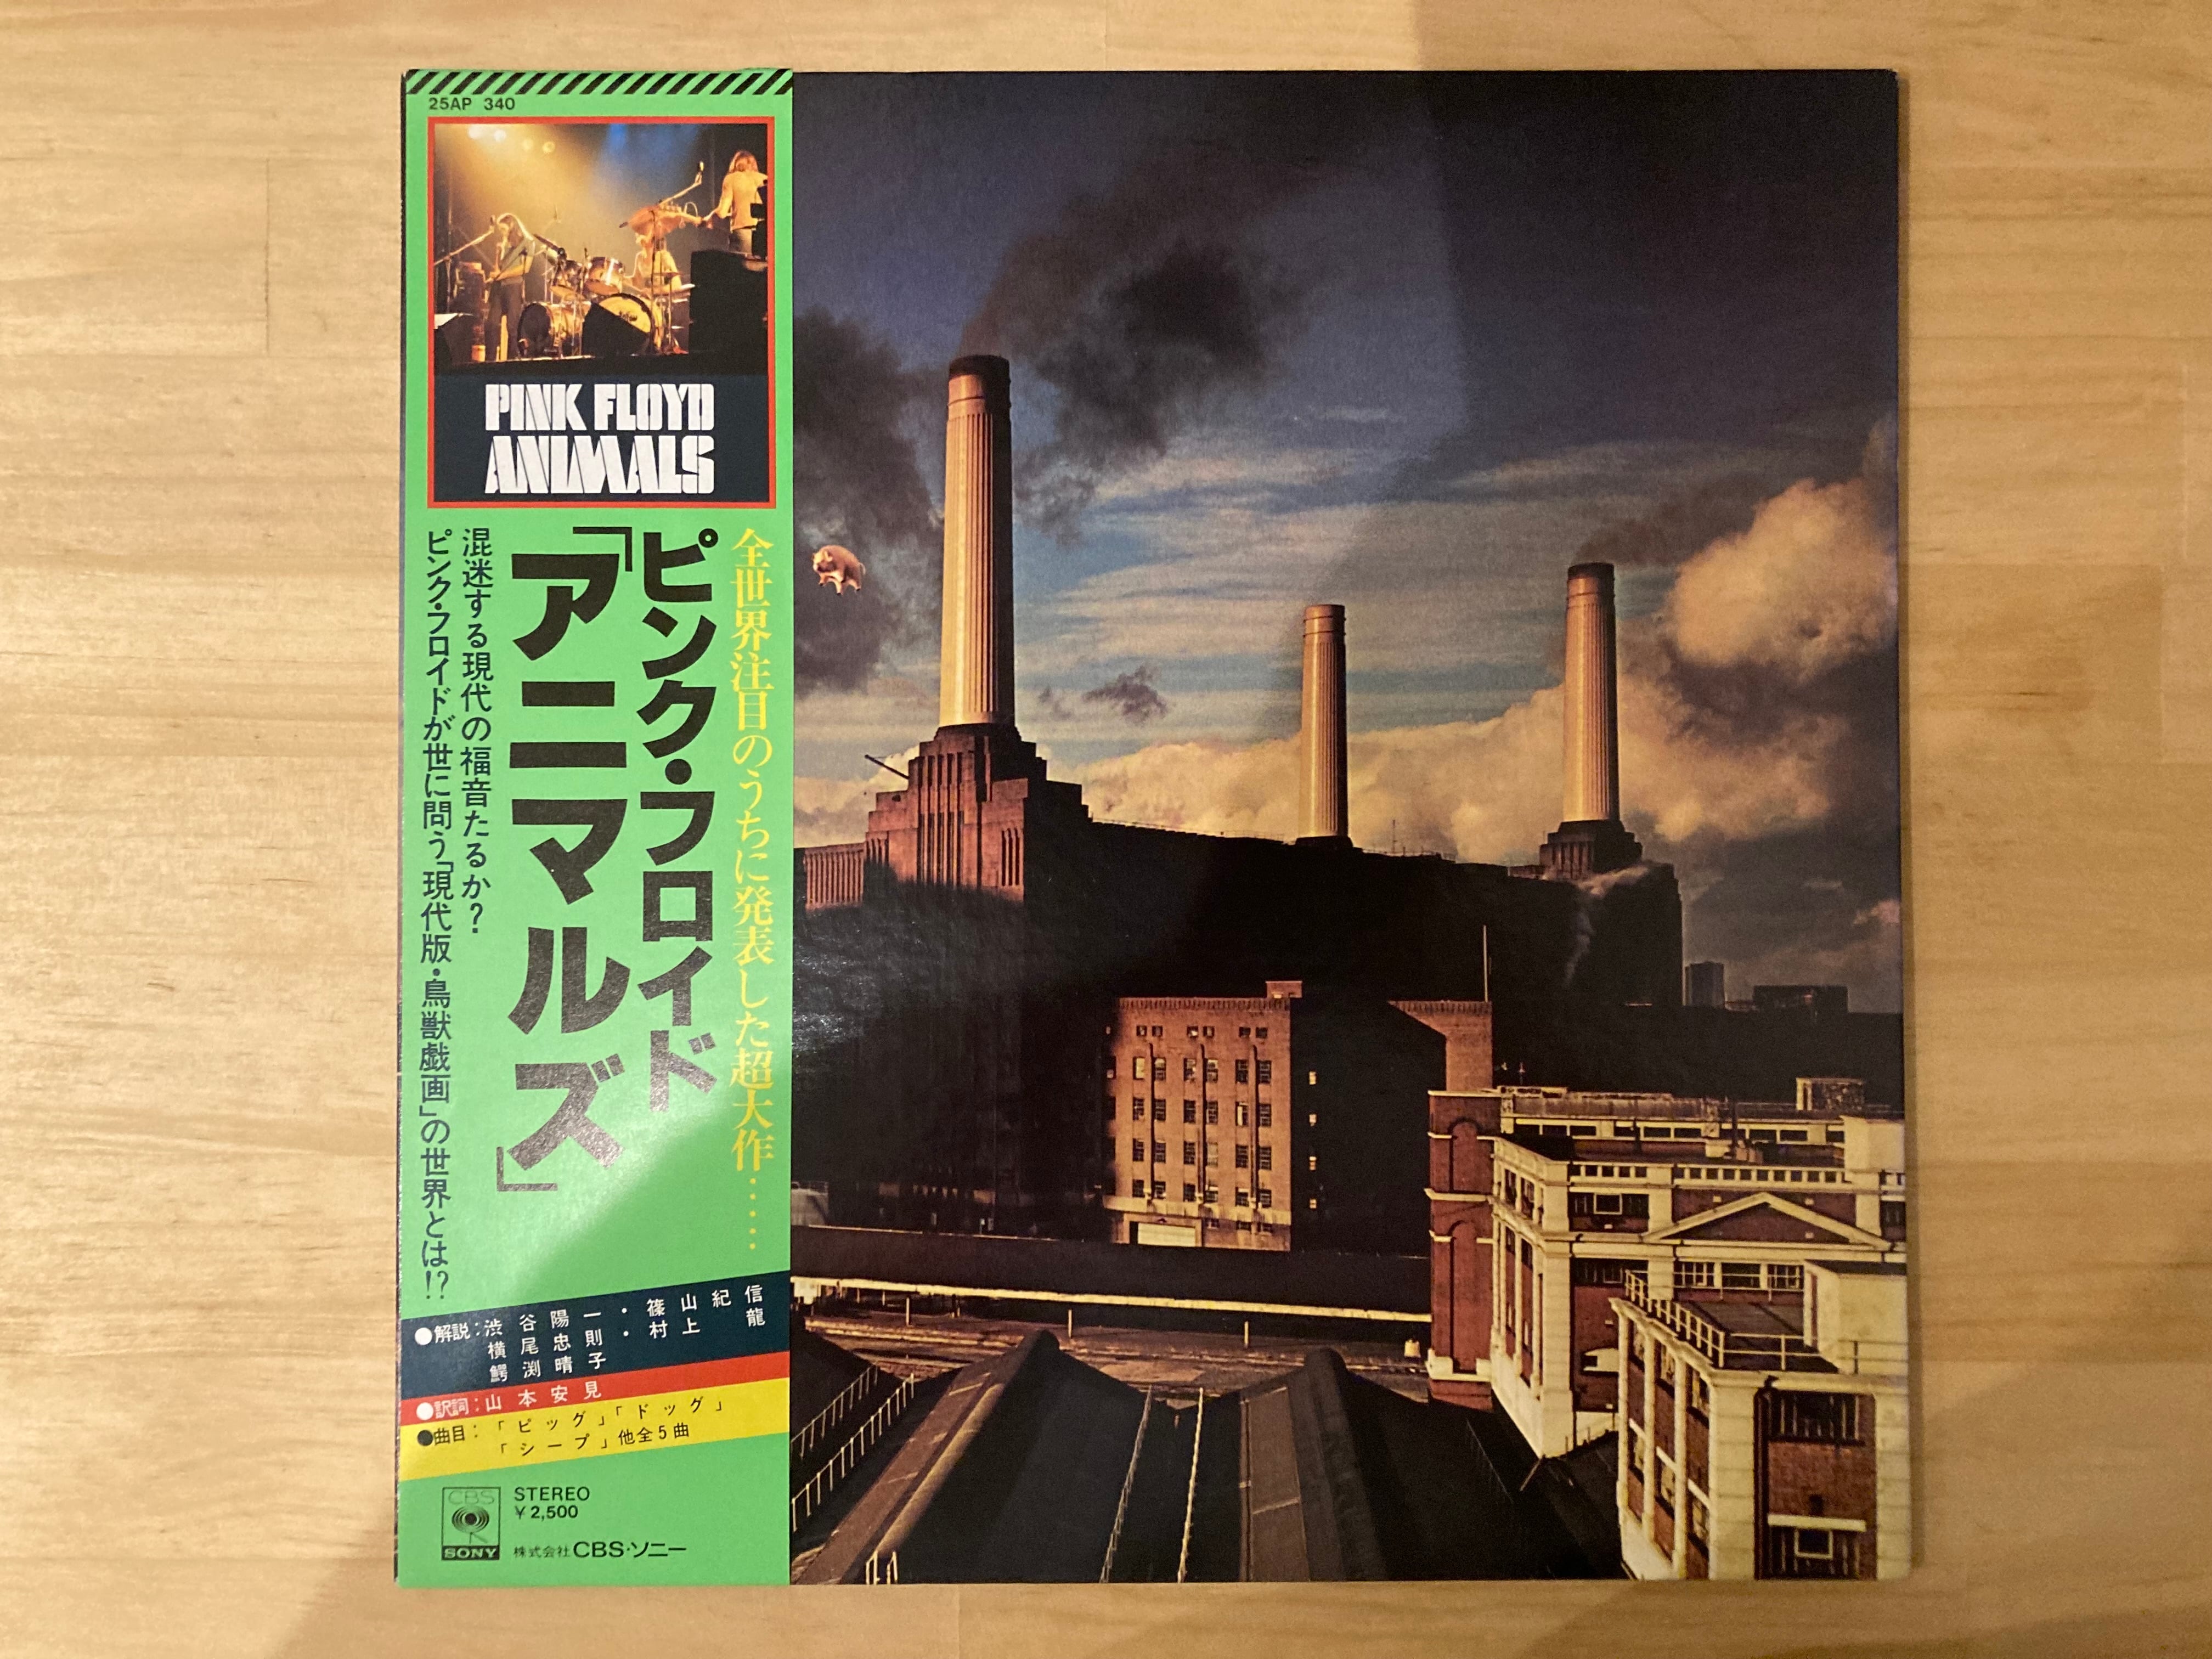 25AP 340
PINK FLOYD
ANIMALS
全世界注目のうちに発表した超大作‥‥‥
ピンク・フロイド
「アニマルズ」
混迷する現代の福音たるか?
ピンク・フロイドが世に問う「現代版・鳥獣戯画」の世界とは!?
●解説:渋谷陽一・篠山紀信
横尾忠則・村上龍
鰐渕晴子
●訳詞:山本安見
●曲目:「ピッグ」「ドッグ」
「シープ」他全5曲
CBS
SONY
STEREO
¥2,500
株式会社CBS・ソニー